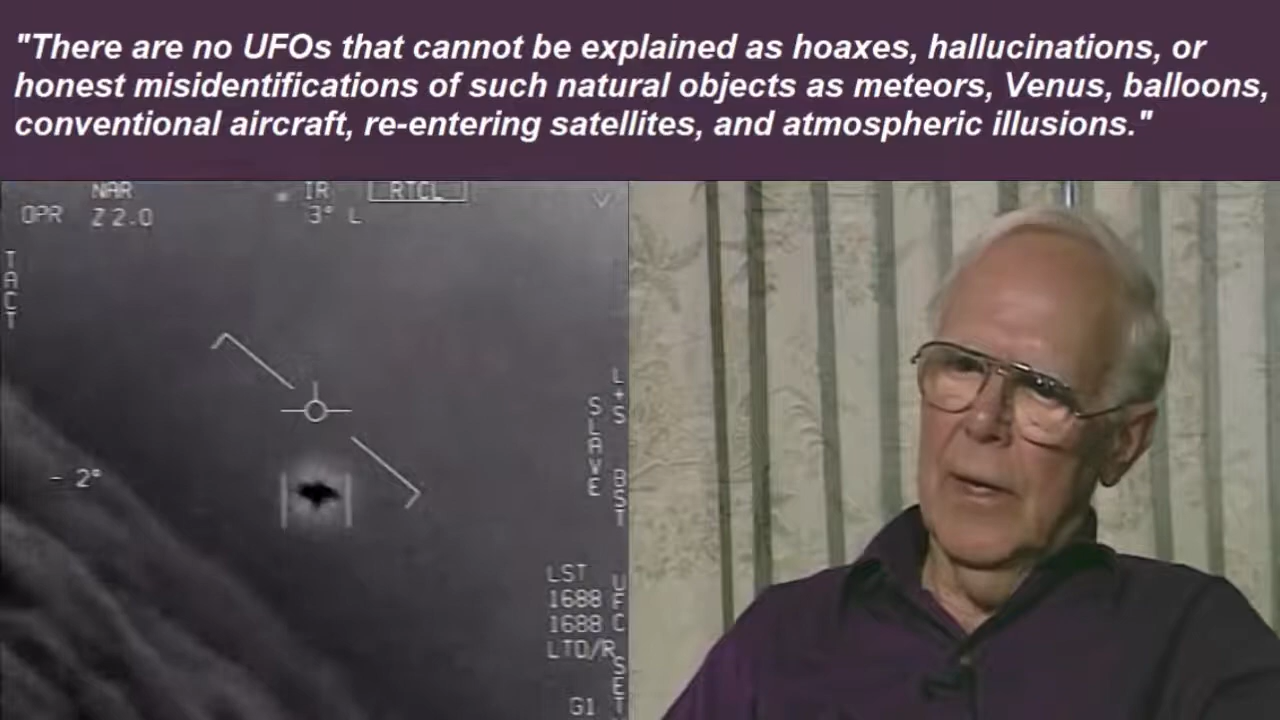 "There are no UFOs that cannot be explained as hoaxes, hallucinations, or
honest misidentifications of such natural objects as meteors, Venus, balloons,
conventional aircraft, re-entering satellites, and atmospheric illusions."
NAR
IR
RTCL
OPR
Z 2.0
3° L
TACT
L+S
SLAVE
BST
- 2°
LST
1688
1688
LTD/R
UFC
SET
G1